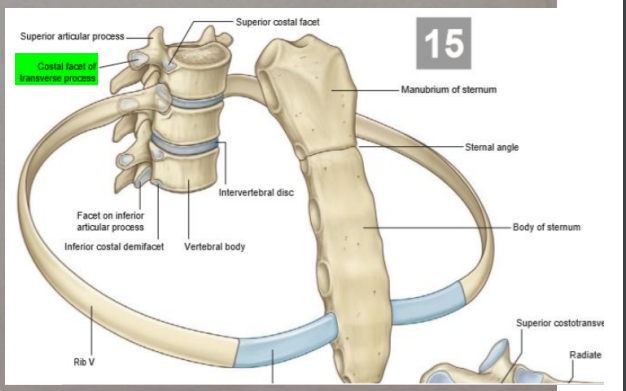 Superior costal facet
Superior articular process
15
Costal facet of
transverse process
Manubrium of sternum
Sternal angle
Intervertebral disc
Facet on inferior
articular process
Body of sternum
Inferior costal demifacet
Vertebral body
Superior costotransve
Rib V
Radiate